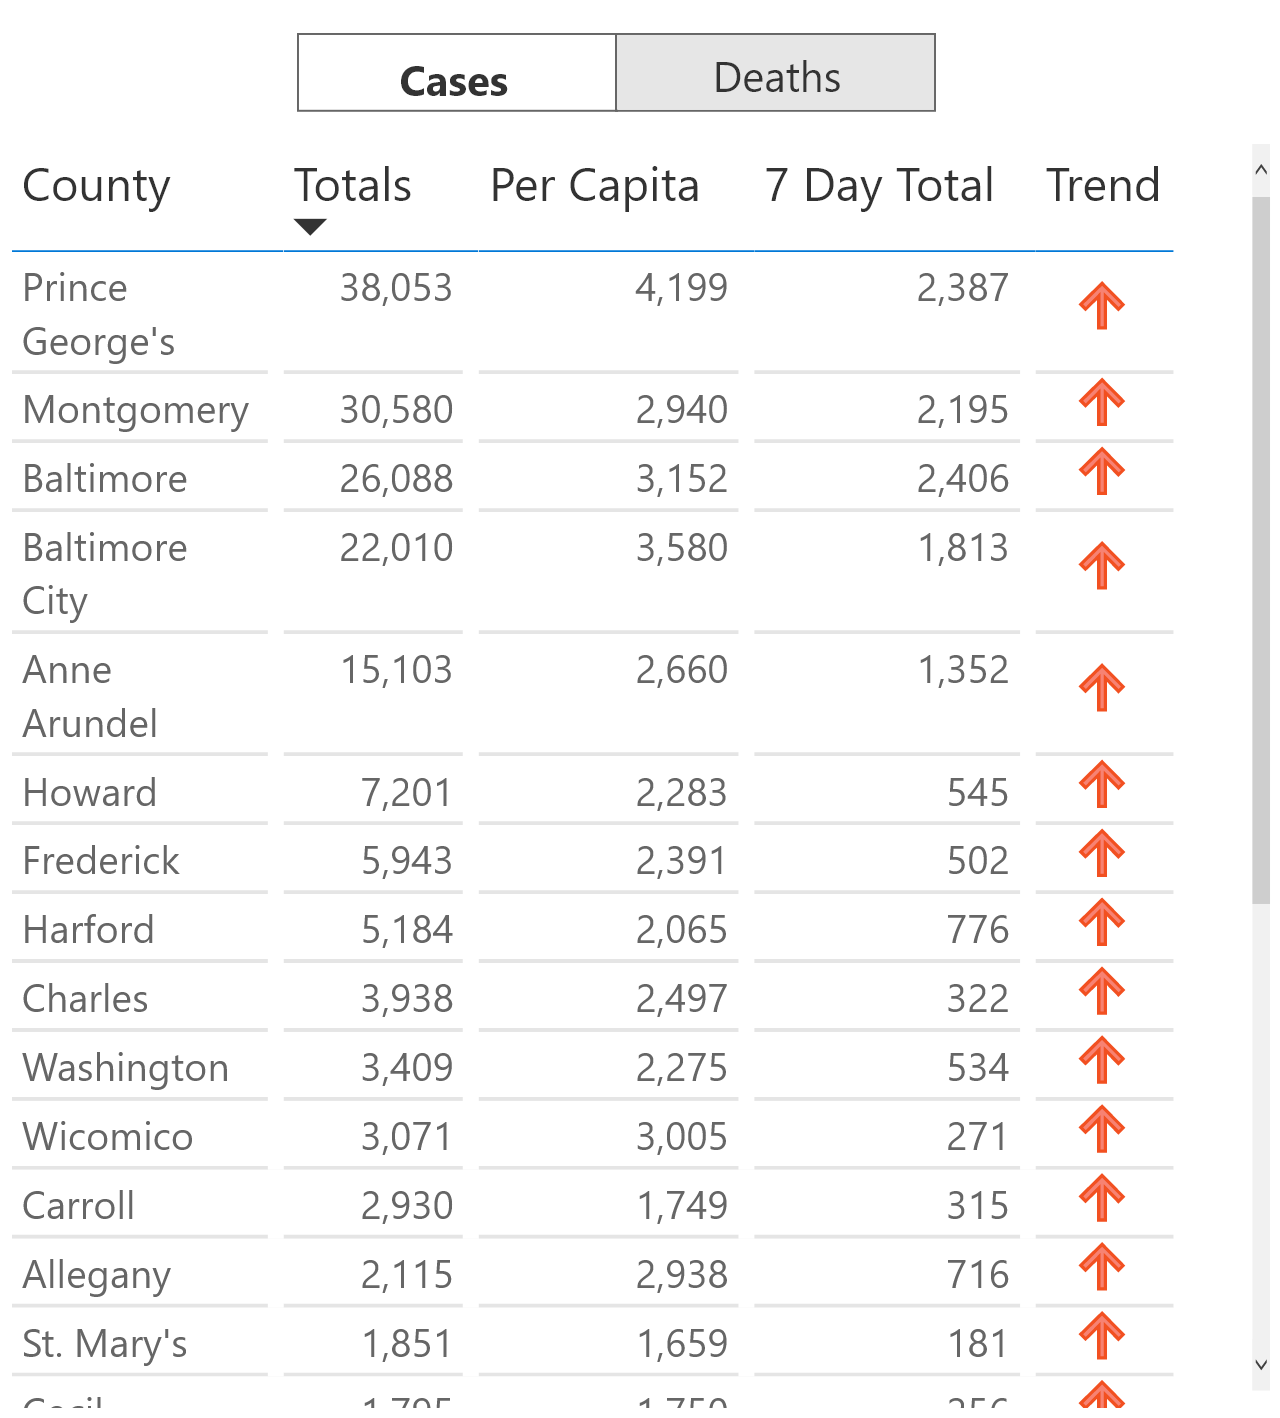 Cases Deaths
County Totals Per Capita 7 Day Total Trend
Prince 38,053 4,199 2,387
George's
Montgomery 30,580 2,940 2,195
Baltimore 26,088 3,152 2,406
Baltimore 22,010 3,580 1,813
City
Anne 15,103 2,660 1,352
Arundel
Howard 7,201 2,283 545
Frederick 5,943 2,391 502
Harford 5,184 2,065 776
Charles 3,938 2,497 322
Washington 3,409 2,275 534
Wicomico 3,071 3,005 271
Carroll 2,930 1,749 315
Allegany 2,115 2,938 716
St. Mary's 1,851 1,659 181
Cecil